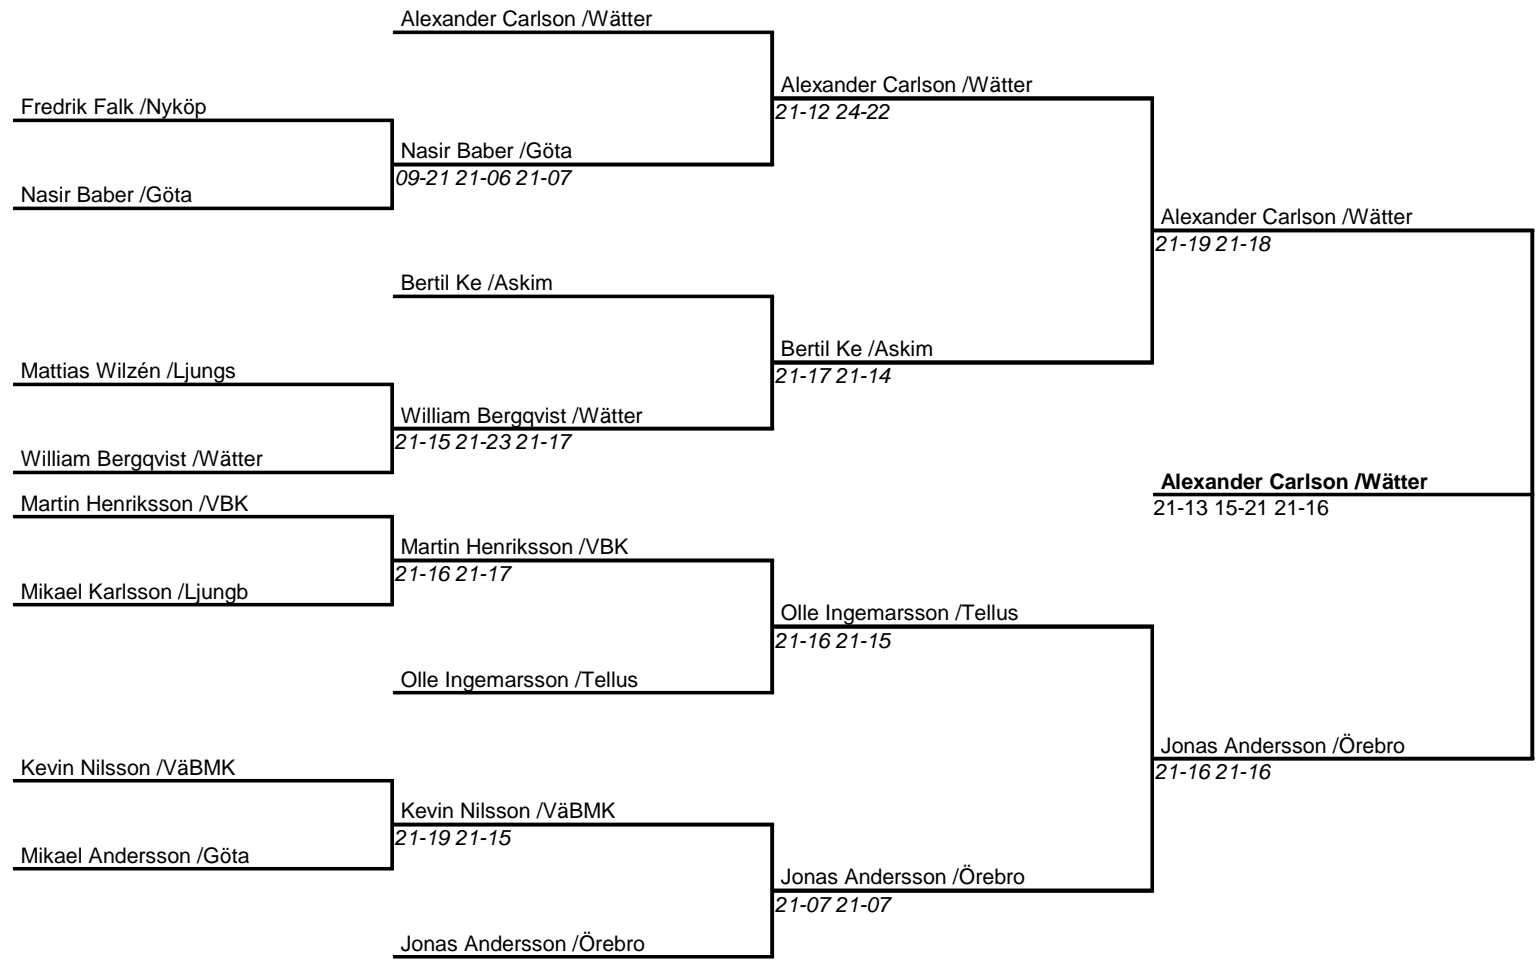 Alexander Carlson /Wätter
Alexander Carlson /Wätter
21-12 24-22
Fredrik Falk /Nyköp
Nasir Baber /Göta
09-21 21-06 21-07
Nasir Baber /Göta
Alexander Carlson /Wätter
21-19 21-18
Bertil Ke /Askim
Bertil Ke /Askim
21-17 21-14
Mattias Wilzén /Ljungs
William Bergqvist /Wätter
21-15 21-23 21-17
William Bergqvist /Wätter
Alexander Carlson /Wätter
21-13 15-21 21-16
Martin Henriksson /VBK
Martin Henriksson /VBK
21-16 21-17
Mikael Karlsson /Ljungb
Olle Ingemarsson /Tellus
21-16 21-15
Olle Ingemarsson /Tellus
Jonas Andersson /Örebro
21-16 21-16
Kevin Nilsson /VäBMK
Kevin Nilsson /VäBMK
21-19 21-15
Mikael Andersson /Göta
Jonas Andersson /Örebro
21-07 21-07
Jonas Andersson /Örebro